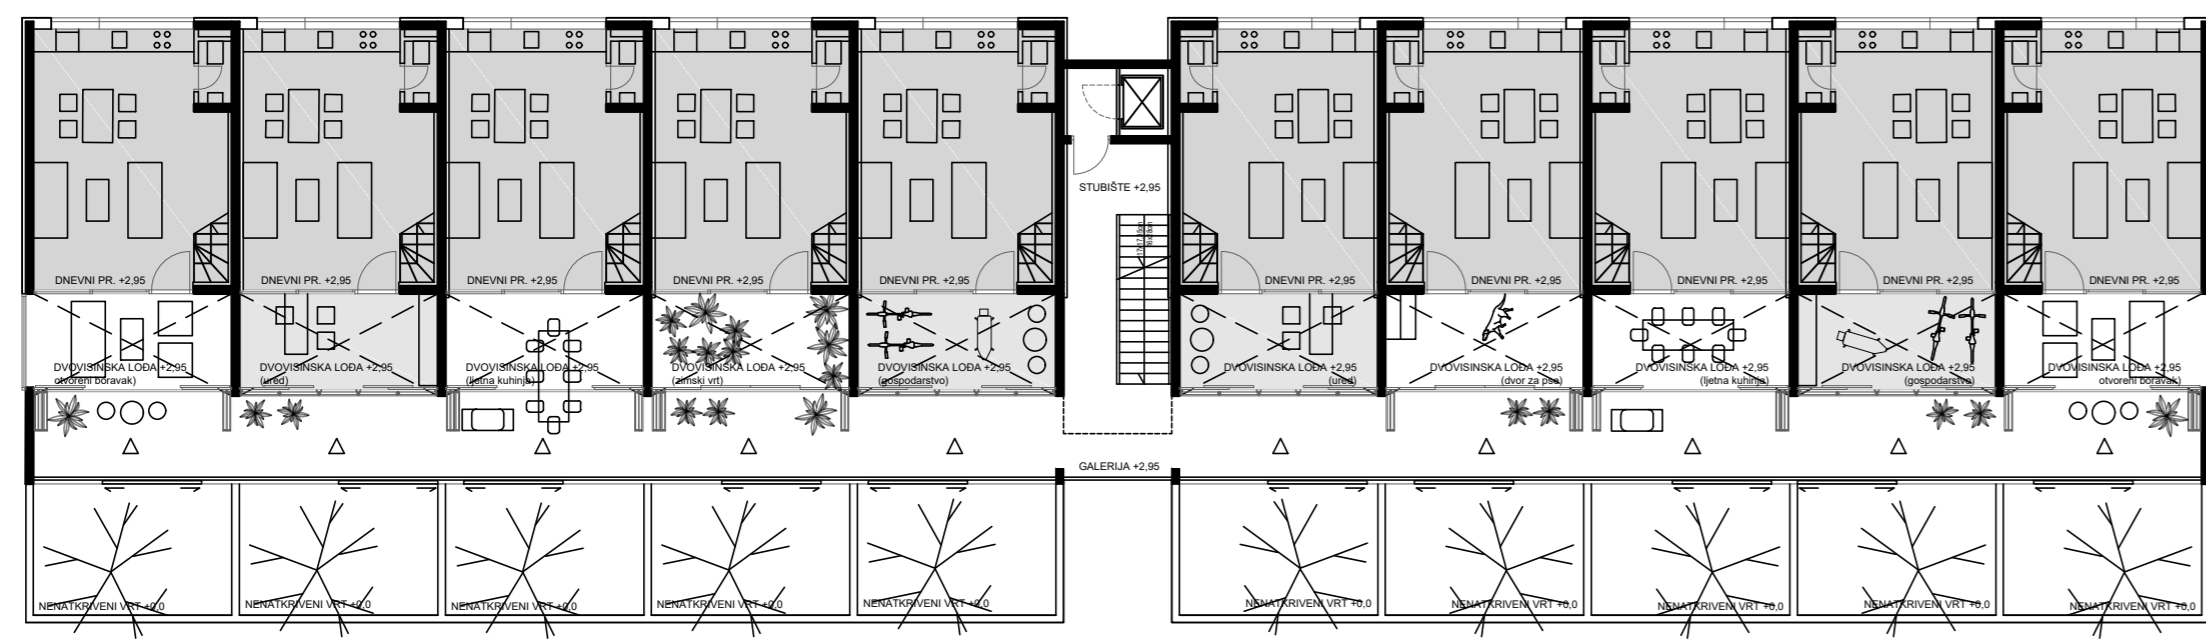 STUBIŠTE +2,95
17x17,35cm
16x28cm
DNEVNI PR. +2,95
DNEVNI PR. +2,95
DNEVNI PR. +2,95
DNEVNI PR. +2,95
DNEVNI PR. +2,95
DNEVNI PR. +2,95
DNEVNI PR. +2,95
DNEVNI PR. +2,95
DNEVNI PR. +2,95
DNEVNI PR. +2,95
DVOVISINSKA LOĐA +2,95
otvoreni boravak)
DVOVISINSKA LOĐA +2,95
(ured)
DVOVISINSKA LOĐA +2,95
(ljetna kuhinja)
DVOVISINSKA LOĐA +2,95
(zimski vrt)
DVOVISINSKA LOĐA +2,95
(gospodarstvo)
DVOVISINSKA LOĐA +2,95
(ured)
DVOVISINSKA LOĐA +2,95
(dvor za psa)
DVOVISINSKA LOĐA +2,95
(ljetna kuhinja)
DVOVISINSKA LOĐA +2,95
(gospodarstvo)
DVOVISINSKA LOĐA +2,95
otvoreni boravak)
GALERIJA +2,95
NENATKRIVENI VRT +0,0
NENATKRIVENI VRT +0,0
NENATKRIVENI VRT +0,0
NENATKRIVENI VRT +0,0
NENATKRIVENI VRT +0,0
NENATKRIVENI VRT +0,0
NENATKRIVENI VRT +0,0
NENATKRIVENI VRT +0,0
NENATKRIVENI VRT +0,0
NENATKRIVENI VRT +0,0